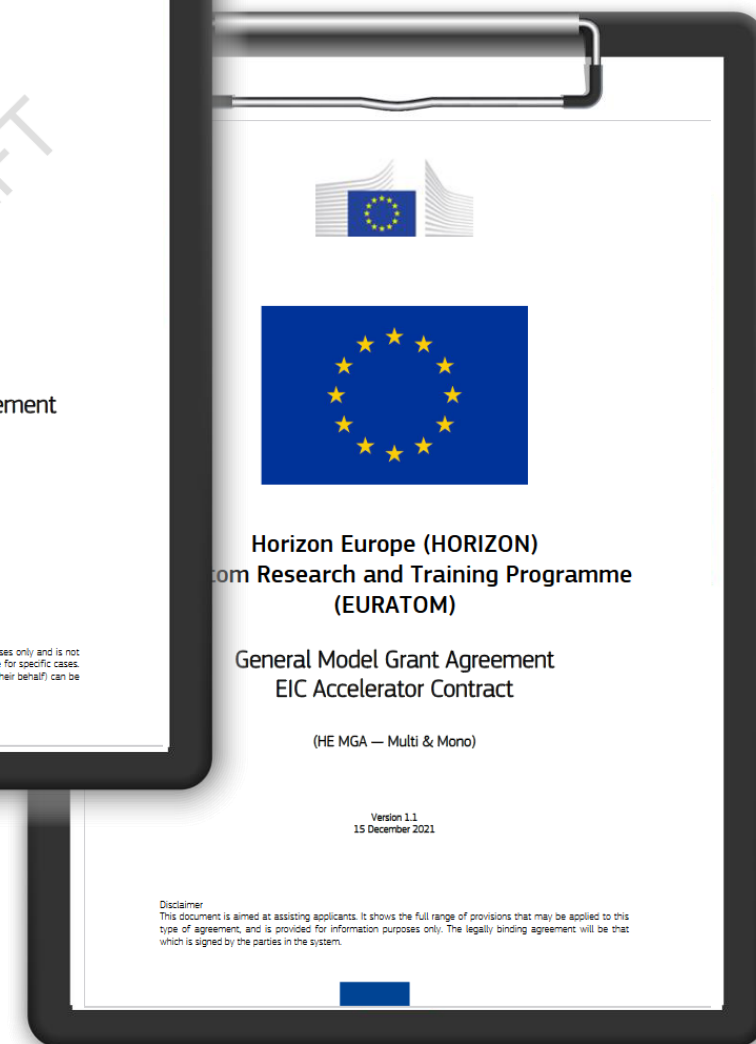 FT
ement
ses only and is not
e for specific cases.
heir behalf) can be
Horizon Europe (HORIZON)
tom Research and Training Programme
(EURATOM)
General Model Grant Agreement
EIC Accelerator Contract
(HE MGA — Multi & Mono)
Version 1.1
15 December 2021
Disclaimer
This document is aimed at assisting applicants. It shows the full range of provisions that may be applied to this
type of agreement, and is provided for information purposes only. The legally binding agreement will be that
which is signed by the parties in the system.